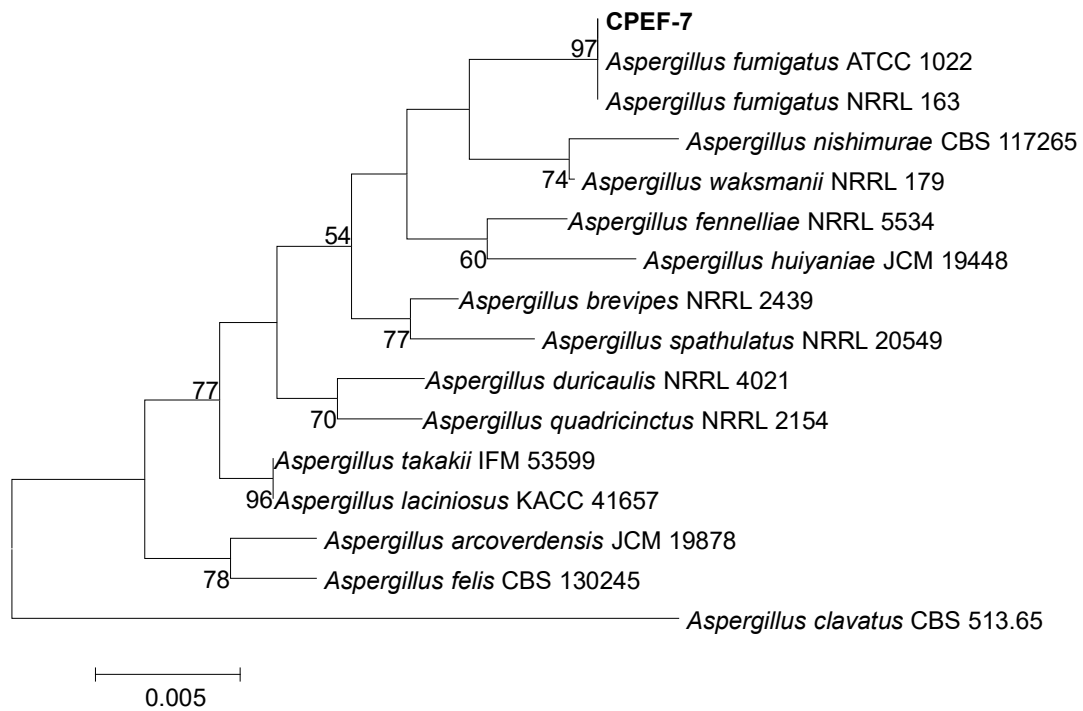 CPEF-7
97
Aspergillus fumigatus ATCC 1022
Aspergillus fumigatus NRRL 163
Aspergillus nishimurae CBS 117265
74
Aspergillus waksmanii NRRL 179
Aspergillus fennelliae NRRL 5534
54
60
Aspergillus huiyaniae JCM 19448
Aspergillus brevipes NRRL 2439
77
Aspergillus spathulatus NRRL 20549
Aspergillus duricaulis NRRL 4021
77
70
Aspergillus quadricinctus NRRL 2154
Aspergillus takakii IFM 53599
96
Aspergillus laciniosus KACC 41657
Aspergillus arcoverdensis JCM 19878
78
Aspergillus felis CBS 130245
Aspergillus clavatus CBS 513.65
0.005